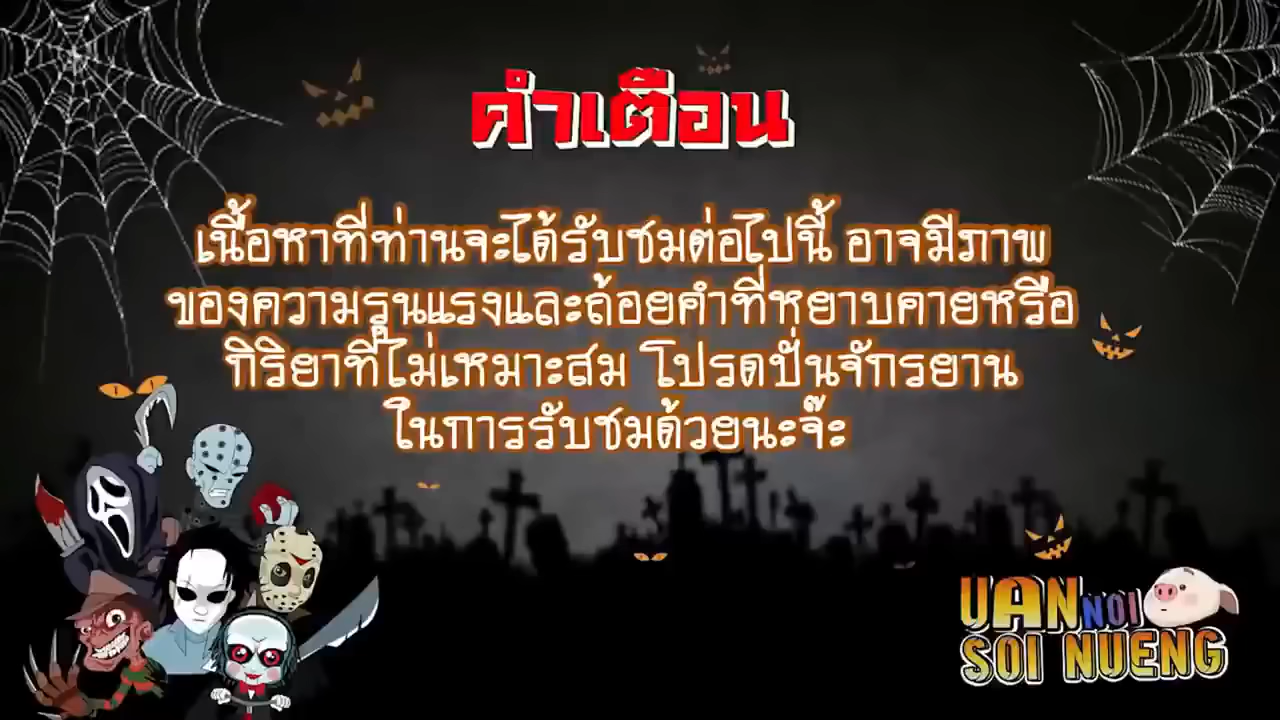 คำเตือน
เนื้อหาที่ท่านจะได้รับชมต่อไปนี้ อาจมีภาพ
ของความรุนแรงและถ้อยคำที่หยาบคายหรือ
กิริยาที่ไม่เหมาะสม โปรดปั่นจักรยาน
ในการรับชมด้วยนะจ๊ะ
UAN NOI
SOI NUENG